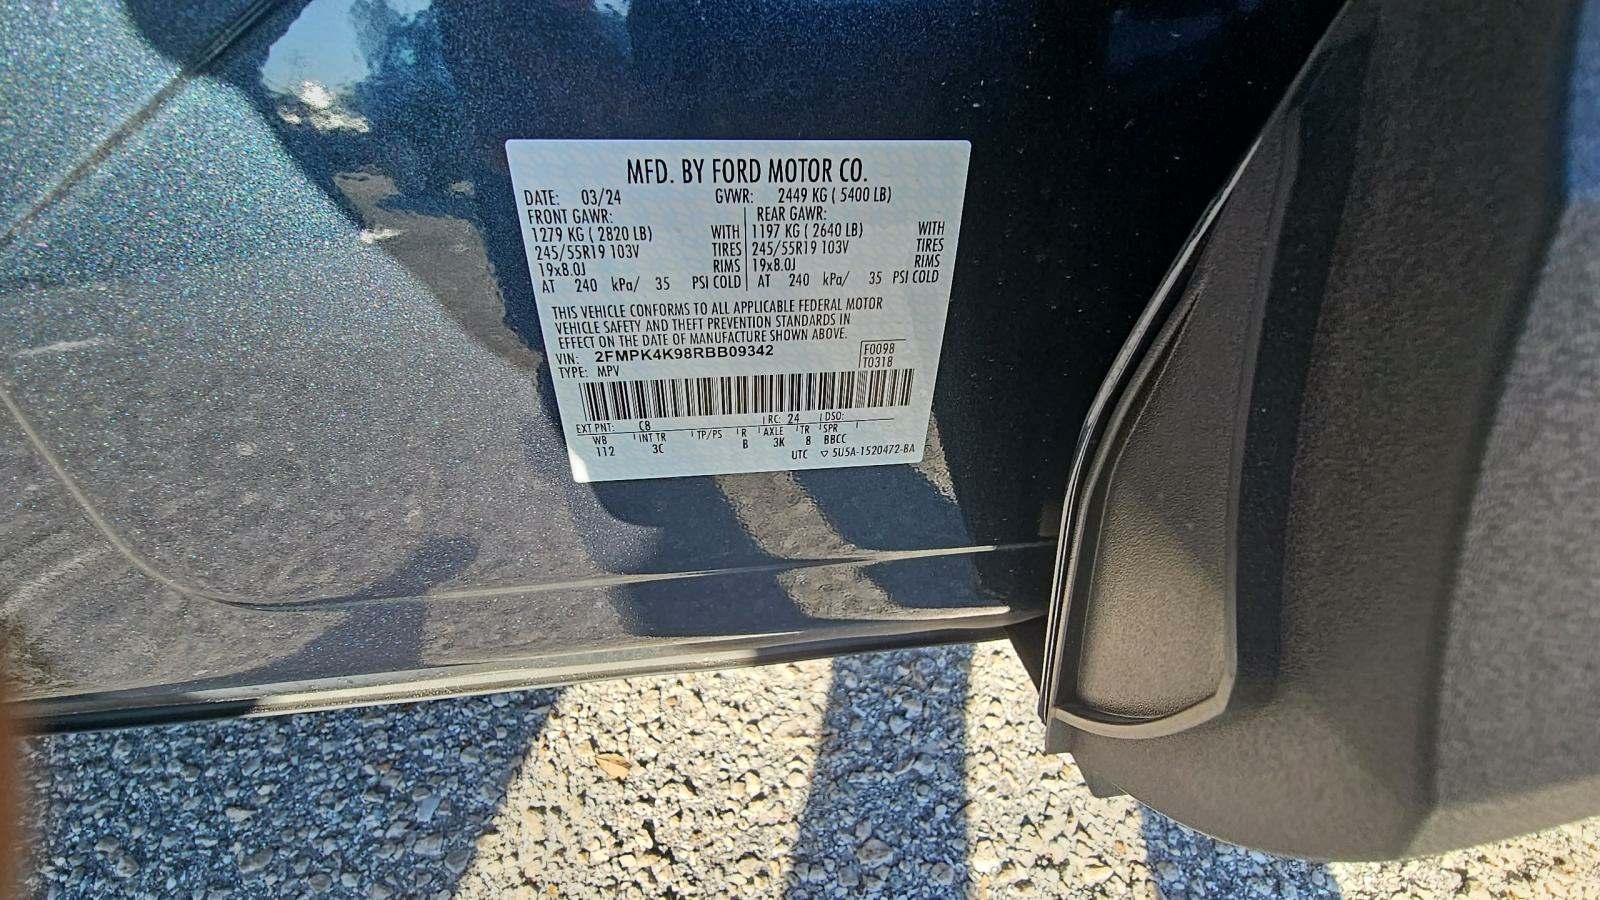 MFD. BY FORD MOTOR CO.
DATE: 03/24 GVWR: 2449 KG ( 5400 LB)
FRONT GAWR: REAR GAWR:
1279 KG ( 2820 LB) WITH 1197 KG ( 2640 LB) WITH
245/55R19 103V TIRES 245/55R19 103V TIRES
19x8.0J RIMS 19x8.0J RIMS
AT 240 kPa/ 35 PSI COLD AT 240 kPa/ 35 PSI COLD
THIS VEHICLE CONFORMS TO ALL APPLICABLE FEDERAL MOTOR
VEHICLE SAFETY AND THEFT PREVENTION STANDARDS IN
EFFECT ON THE DATE OF MANUFACTURE SHOWN ABOVE.
VIN: 2FMPK4K98RBB09342 F0098
TYPE: MPV T0318
EXT PNT: C8 RC: 24 DSO:
WB INT TR TP/PS R AXLE TR SPR
112 3C B 3K 8 BBCC
UTC ▽ 5U5A-1520472-BA